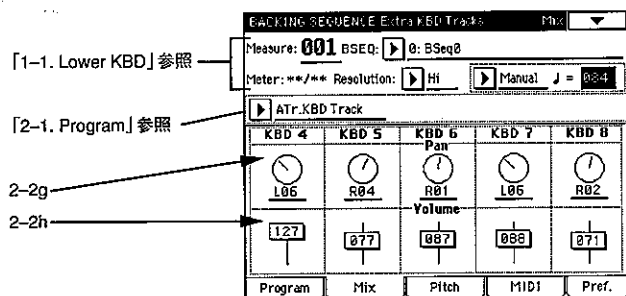 BACKING SEQUENCE Extra KBD Tracks Mix
「1–1. Lower KBD」参照
Measure: 001 BSEQ: 0: BSeq0
Meter: **/** Resolution: Hi Manual ♩ = 084
「2–1. Program」参照
ATr.KBD Track
KBD 4 KBD 5 KBD 6 KBD 7 KBD 8
Pan
2–2g
L06 R04 R01 L06 R02
Volume
2–2h
127 077 087 088 071
Program Mix Pitch MIDI Pref.